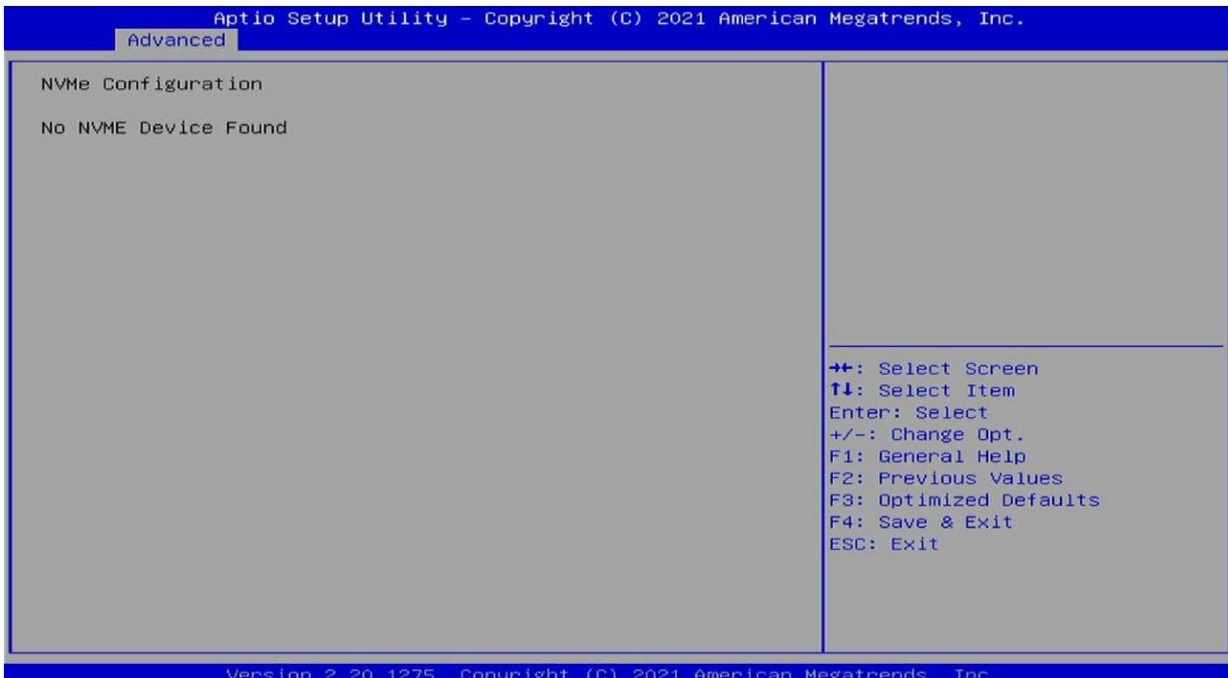 Aptio Setup Utility – Copyright (C) 2021 American Megatrends, Inc.
Advanced
NVMe Configuration
No NVME Device Found
→←: Select Screen
↑↓: Select Item
Enter: Select
+/-: Change Opt.
F1: General Help
F2: Previous Values
F3: Optimized Defaults
F4: Save & Exit
ESC: Exit
Version 2.20.1275. Copyright (C) 2021 American Megatrends, Inc.